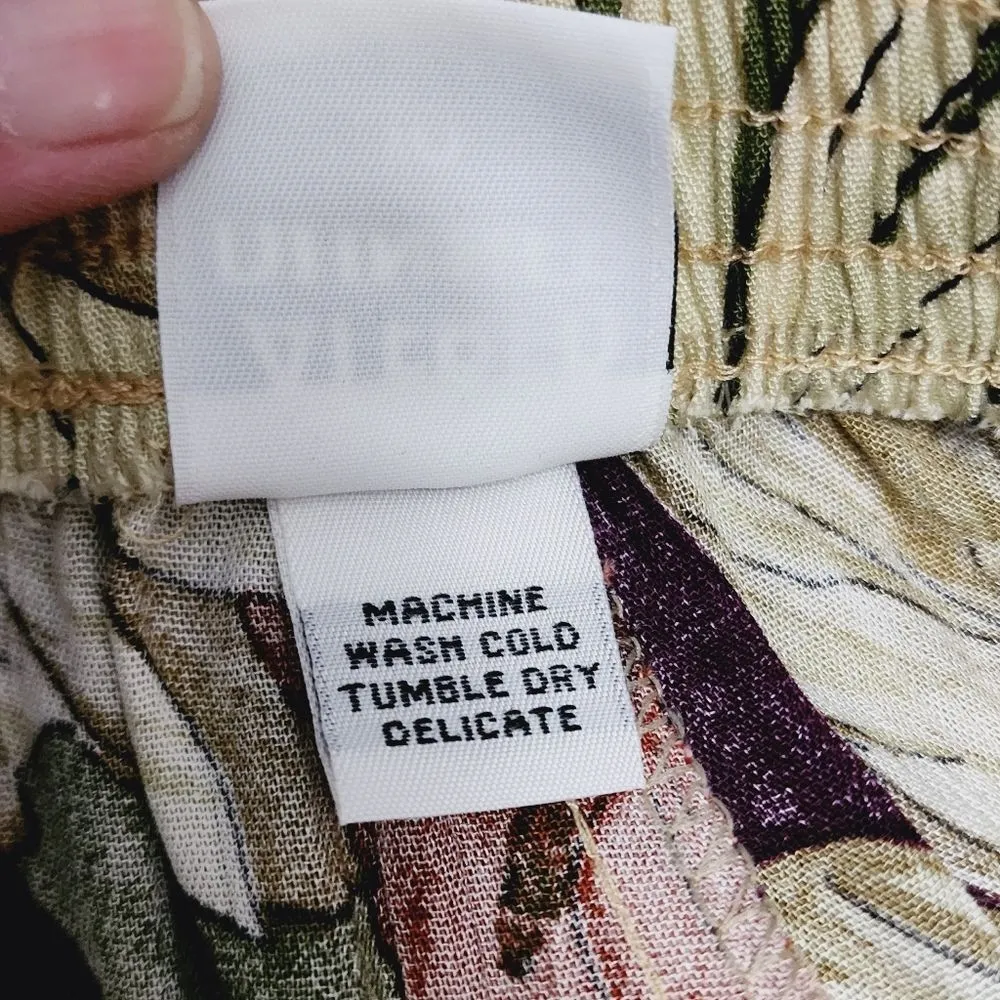 MACHINE
WASH COLD
TUMBLE DRY
DELICATE